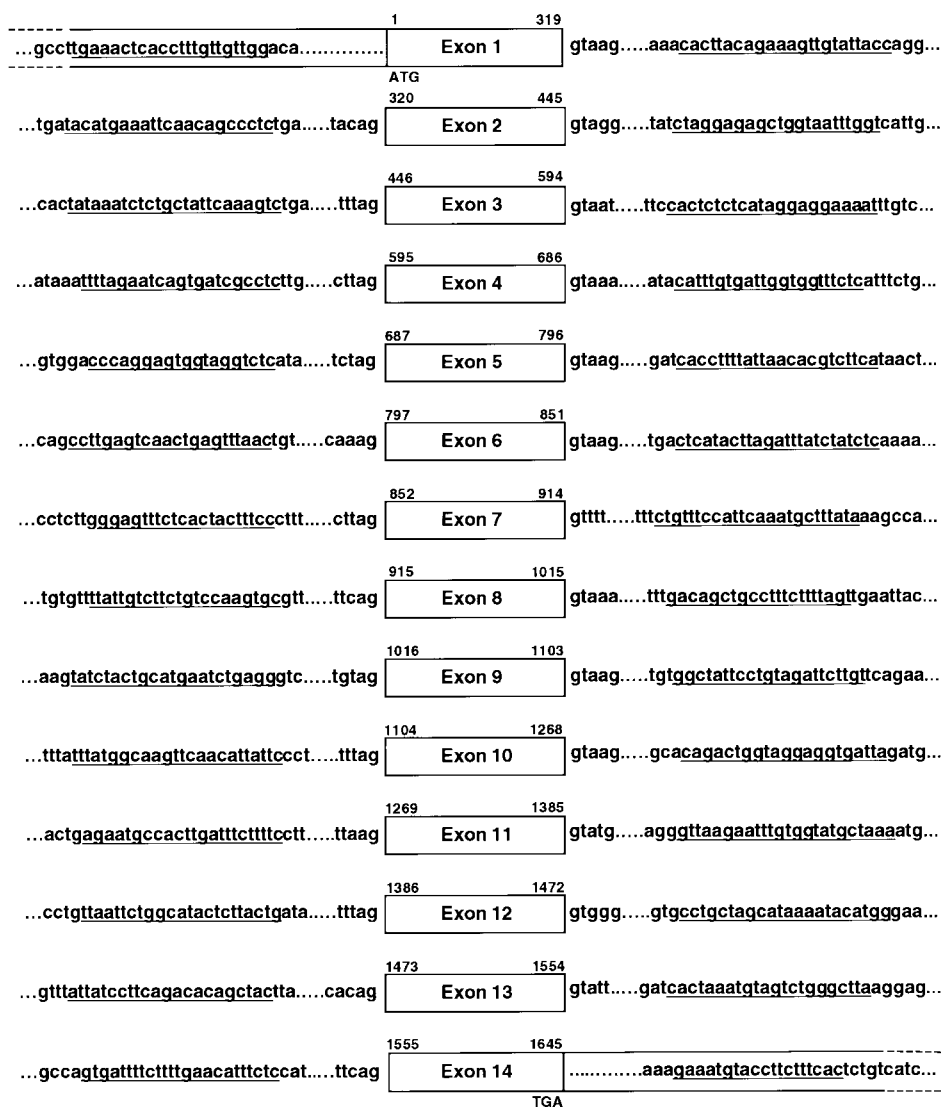 1 319
...gccttgaaactcacctttgttgttggaca.............. Exon 1 gtaag.....aaacacttacagaaagttgtattaccagg...
ATG
320 445
...tgatacatgaaattcaacagccctctga.....tacag Exon 2 gtagg.....tatctaggagagctggtaatttggtcattg...
446 594
...cactataaatctctgctattcaaagtctga.....tttag Exon 3 gtaat.....ttccactctctcataggaggaaaatttgtc...
595 686
...ataaattttagaatcagtgatcgcctcttg.....cttag Exon 4 gtaaa.....atacatttgtgattggtggtttctcatttctg...
687 796
...gtggacccaggagtggtaggtctcata.....tctag Exon 5 gtaag.....gatcaccttttattaacacgtcttcataact...
797 851
...cagccttgagtcaactgagtttaactgt.....caaag Exon 6 gtaag.....tgactcatacttagatttatctatctcaaaa...
852 914
...cctcttgggagtttctcactactttcccttt.....cttag Exon 7 gtttt.....tttctgtttccattcaaatgctttataaagcca...
915 1015
...tgtgttttattgtcttctgtccaagtgcgtt.....ttcag Exon 8 gtaaa.....tttgacagctgcctttcttttagttgaattac...
1016 1103
...aagtatctactgcatgaatctgagggtc.....tgtag Exon 9 gtaag.....tgtggctattcctgtagattcttgttcagaa...
1104 1268
...tttatttatggcaagttcaacattattccct.....tttag Exon 10 gtaag.....gcacagactggtaggaggtgattagatg...
1269 1385
...actgagaatgccacttgatttcttttcctt.....ttaag Exon 11 gtatg.....agggttaagaatttgtggtatgctaaaatg...
1386 1472
...cctgttaattctggcatactcttactgata.....tttag Exon 12 gtggg.....gtgcctgctagcataaaatacatgggaa...
1473 1554
...gtttattatccttcagacacagctactta.....cacag Exon 13 gtatt.....gatcactaaatgtagtctgggcttaaggag...
1555 1645
...gccagtgattttcttttgaacatttctccat.....ttcag Exon 14 ..............aaagaaatgtaccttctttcactctgtcatc...
TGA